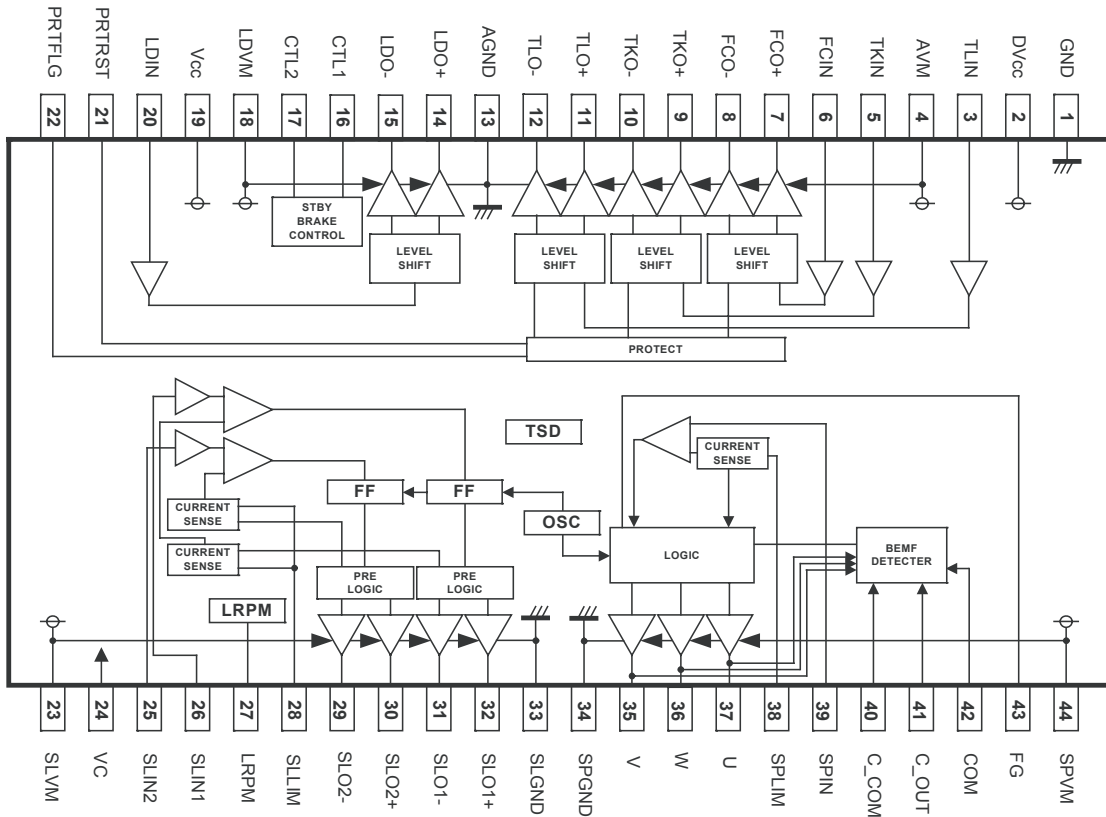 PRTFLG
PRTRST
LDIN
Vcc
LDVM
CTL2
CTL1
LDO-
LDO+
AGND
TLO-
TLO+
TKO-
TKO+
FCO-
FCO+
FCIN
TKIN
AVM
TLIN
DVcc
GND
22
21
20
19
18
17
16
15
14
13
12
11
10
9
8
7
6
5
4
3
2
1
STBY
BRAKE
CONTROL
LEVEL
SHIFT
LEVEL
SHIFT
LEVEL
SHIFT
LEVEL
SHIFT
PROTECT
TSD
CURRENT
SENSE
FF
FF
CURRENT
SENSE
OSC
CURRENT
SENSE
LOGIC
BEMF
DETECTER
PRE
LOGIC
PRE
LOGIC
LRPM
23
24
25
26
27
28
29
30
31
32
33
34
35
36
37
38
39
40
41
42
43
44
SLVM
VC
SLIN2
SLIN1
LRPM
SLLIM
SLO2-
SLO2+
SLO1-
SLO1+
SLGND
SPGND
V
W
U
SPLIM
SPIN
C_COM
C_OUT
COM
FG
SPVM